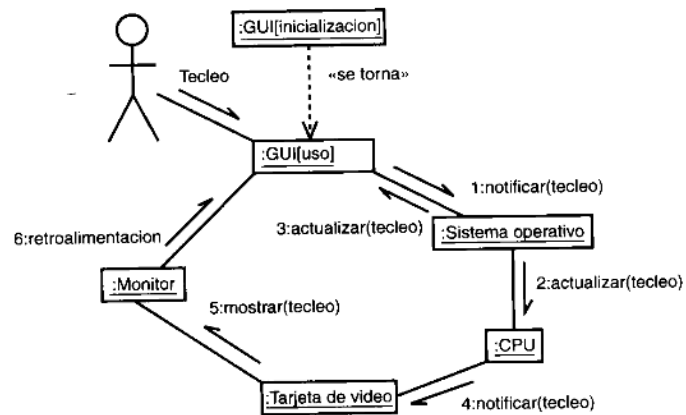 :GUI[inicializacion]
Tecleo
«se torna»
:GUI[uso]
1:notificar(tecleo)
3:actualizar(tecleo)
:Sistema operativo
6:retroalimentacion
2:actualizar(tecleo)
:Monitor
5:mostrar(tecleo)
:CPU
:Tarjeta de video
4:notificar(tecleo)